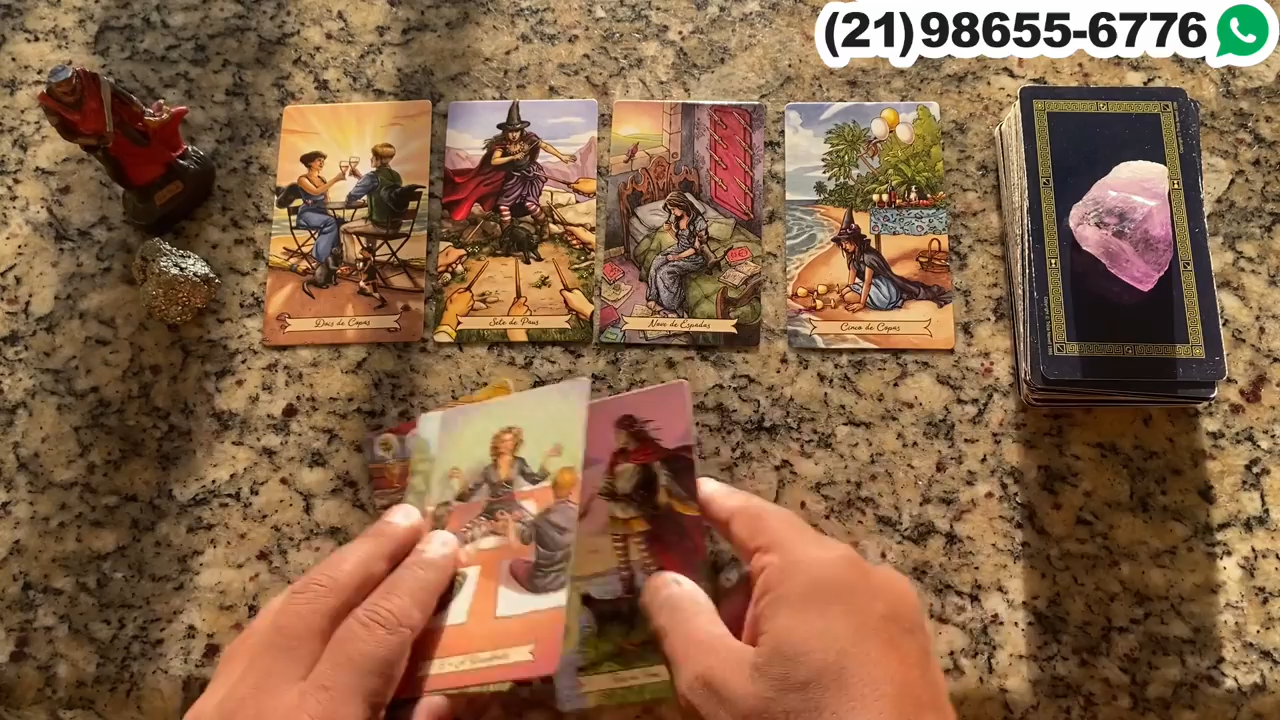 (21)98655-6776
Dois de Copas
Sete de Paus
Nove de Espadas
Cinco de Copas